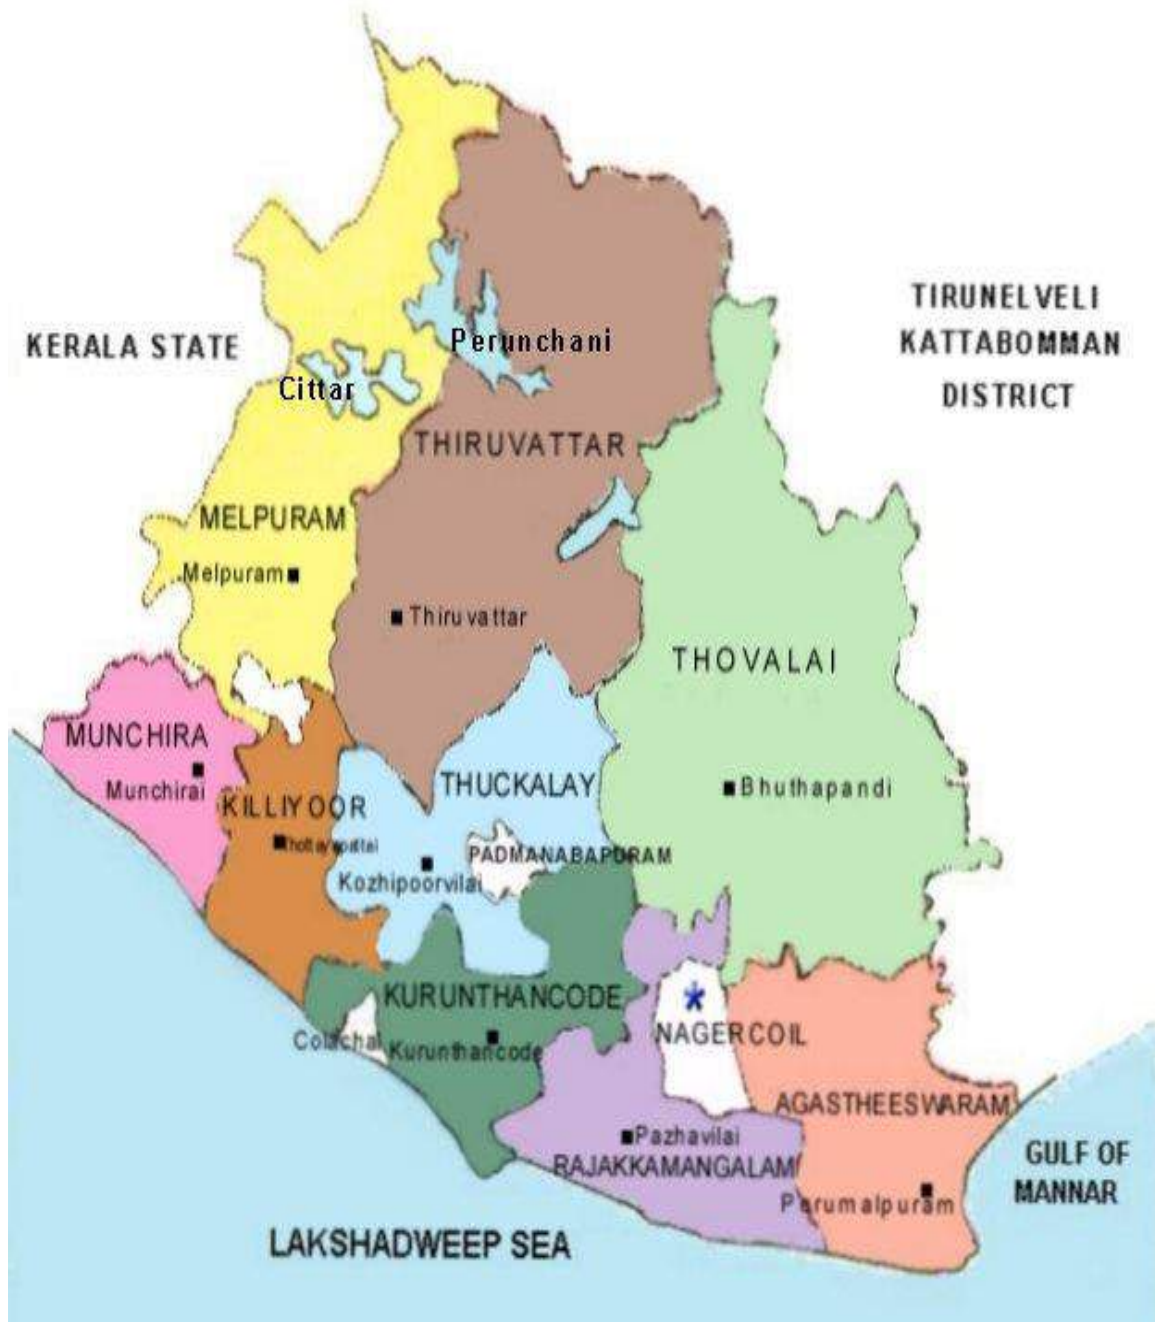 TIRUNELVELI
KATTABOMMAN
DISTRICT
KERALA STATE
Perunchani
Cittar
THIRUVATTAR
MELPURAM
Melpuram
Thiruvattar
THOVALAI
MUNCHIRA
Munchirai
KILLIYOOR
THUCKALAY
Bhuthapandi
PADMANABAPURAM
Kozhipoorvilai
KURUNTHANCODE
Colachal
Kurunthancode
NAGERCOIL
AGASTHEESWARAM
Pazhavilai
RAJAKKAMANGALAM
Perumalpuram
GULF OF
MANNAR
LAKSHADWEEP SEA